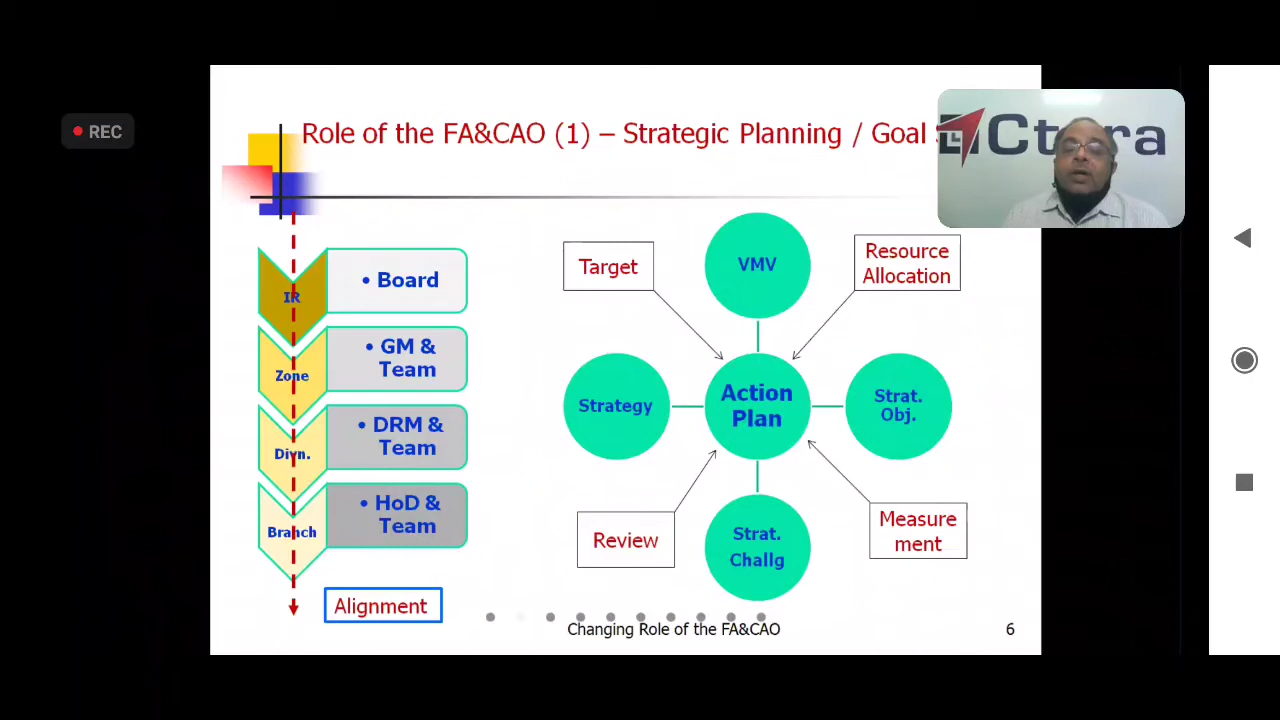 REC
Role of the FA&CAO (1) – Strategic Planning / Goal
IR
• Board
Zone
• GM &
Team
Divn.
• DRM &
Team
Branch
• HoD &
Team
Alignment
Target
VMV
Resource
Allocation
Strategy
Action
Plan
Strat.
Obj.
Review
Strat.
Challg
Measure
ment
Changing Role of the FA&CAO
6